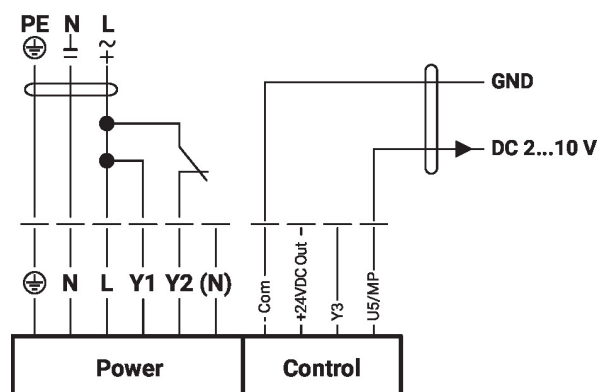 PE N L
GND
DC 2...10 V
N L Y1 Y2 (N)
- Com
+24VDC Out -
Y3
U5/MP
Power
Control